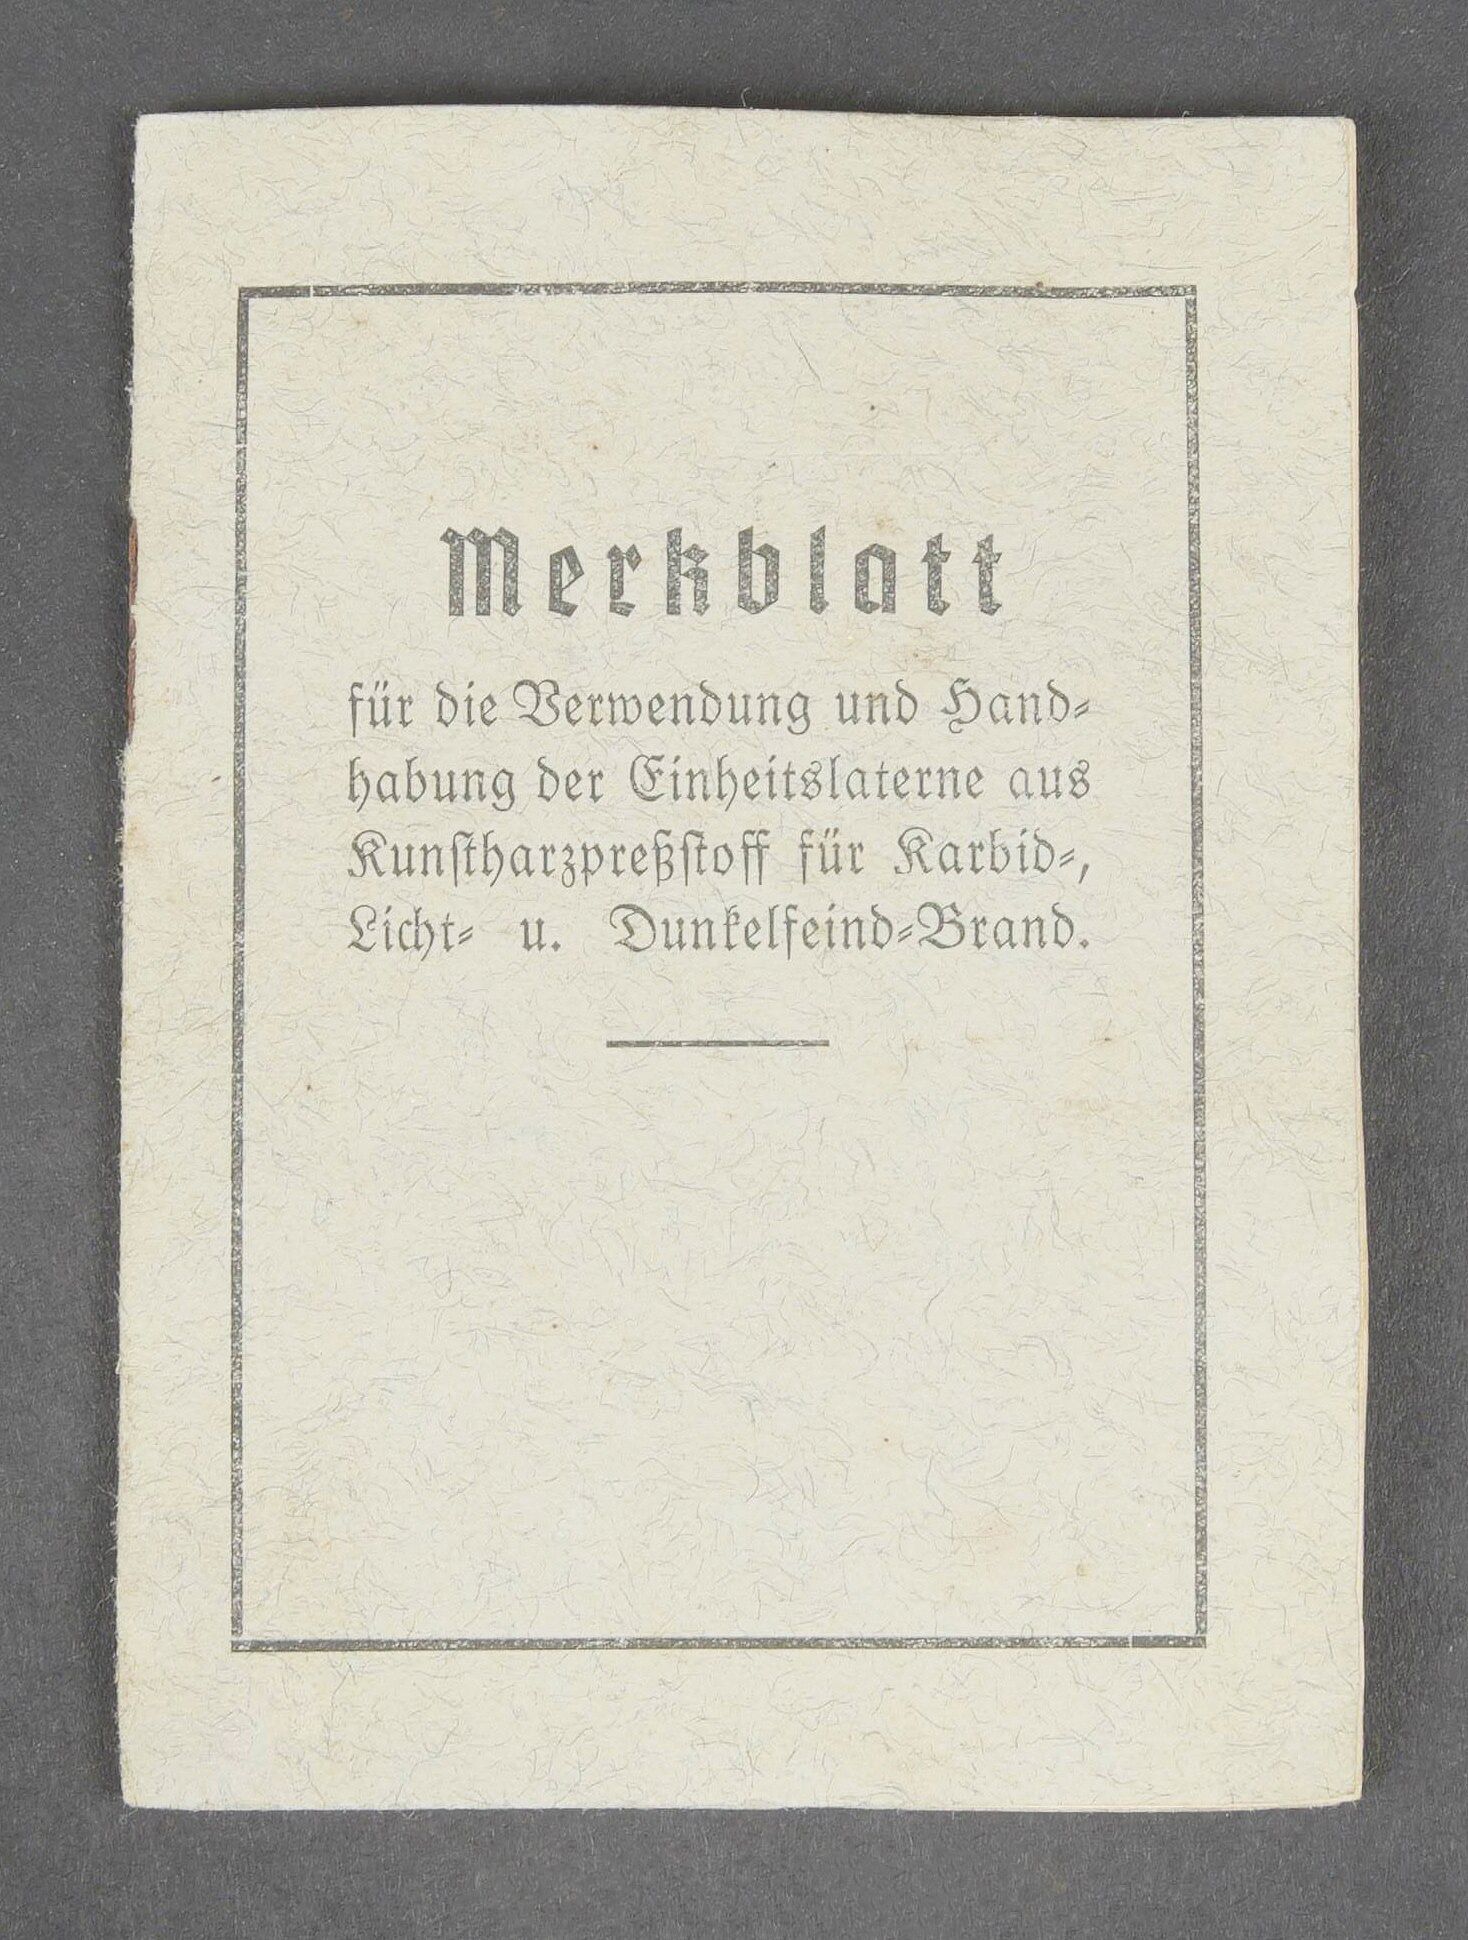 Merkblatt
für die Verwendung und Hand-
habung der Einheitslaterne aus
Kunſtharzpreßſtoff für Karbid-,
Licht- u. Dunkelfeind-Brand.